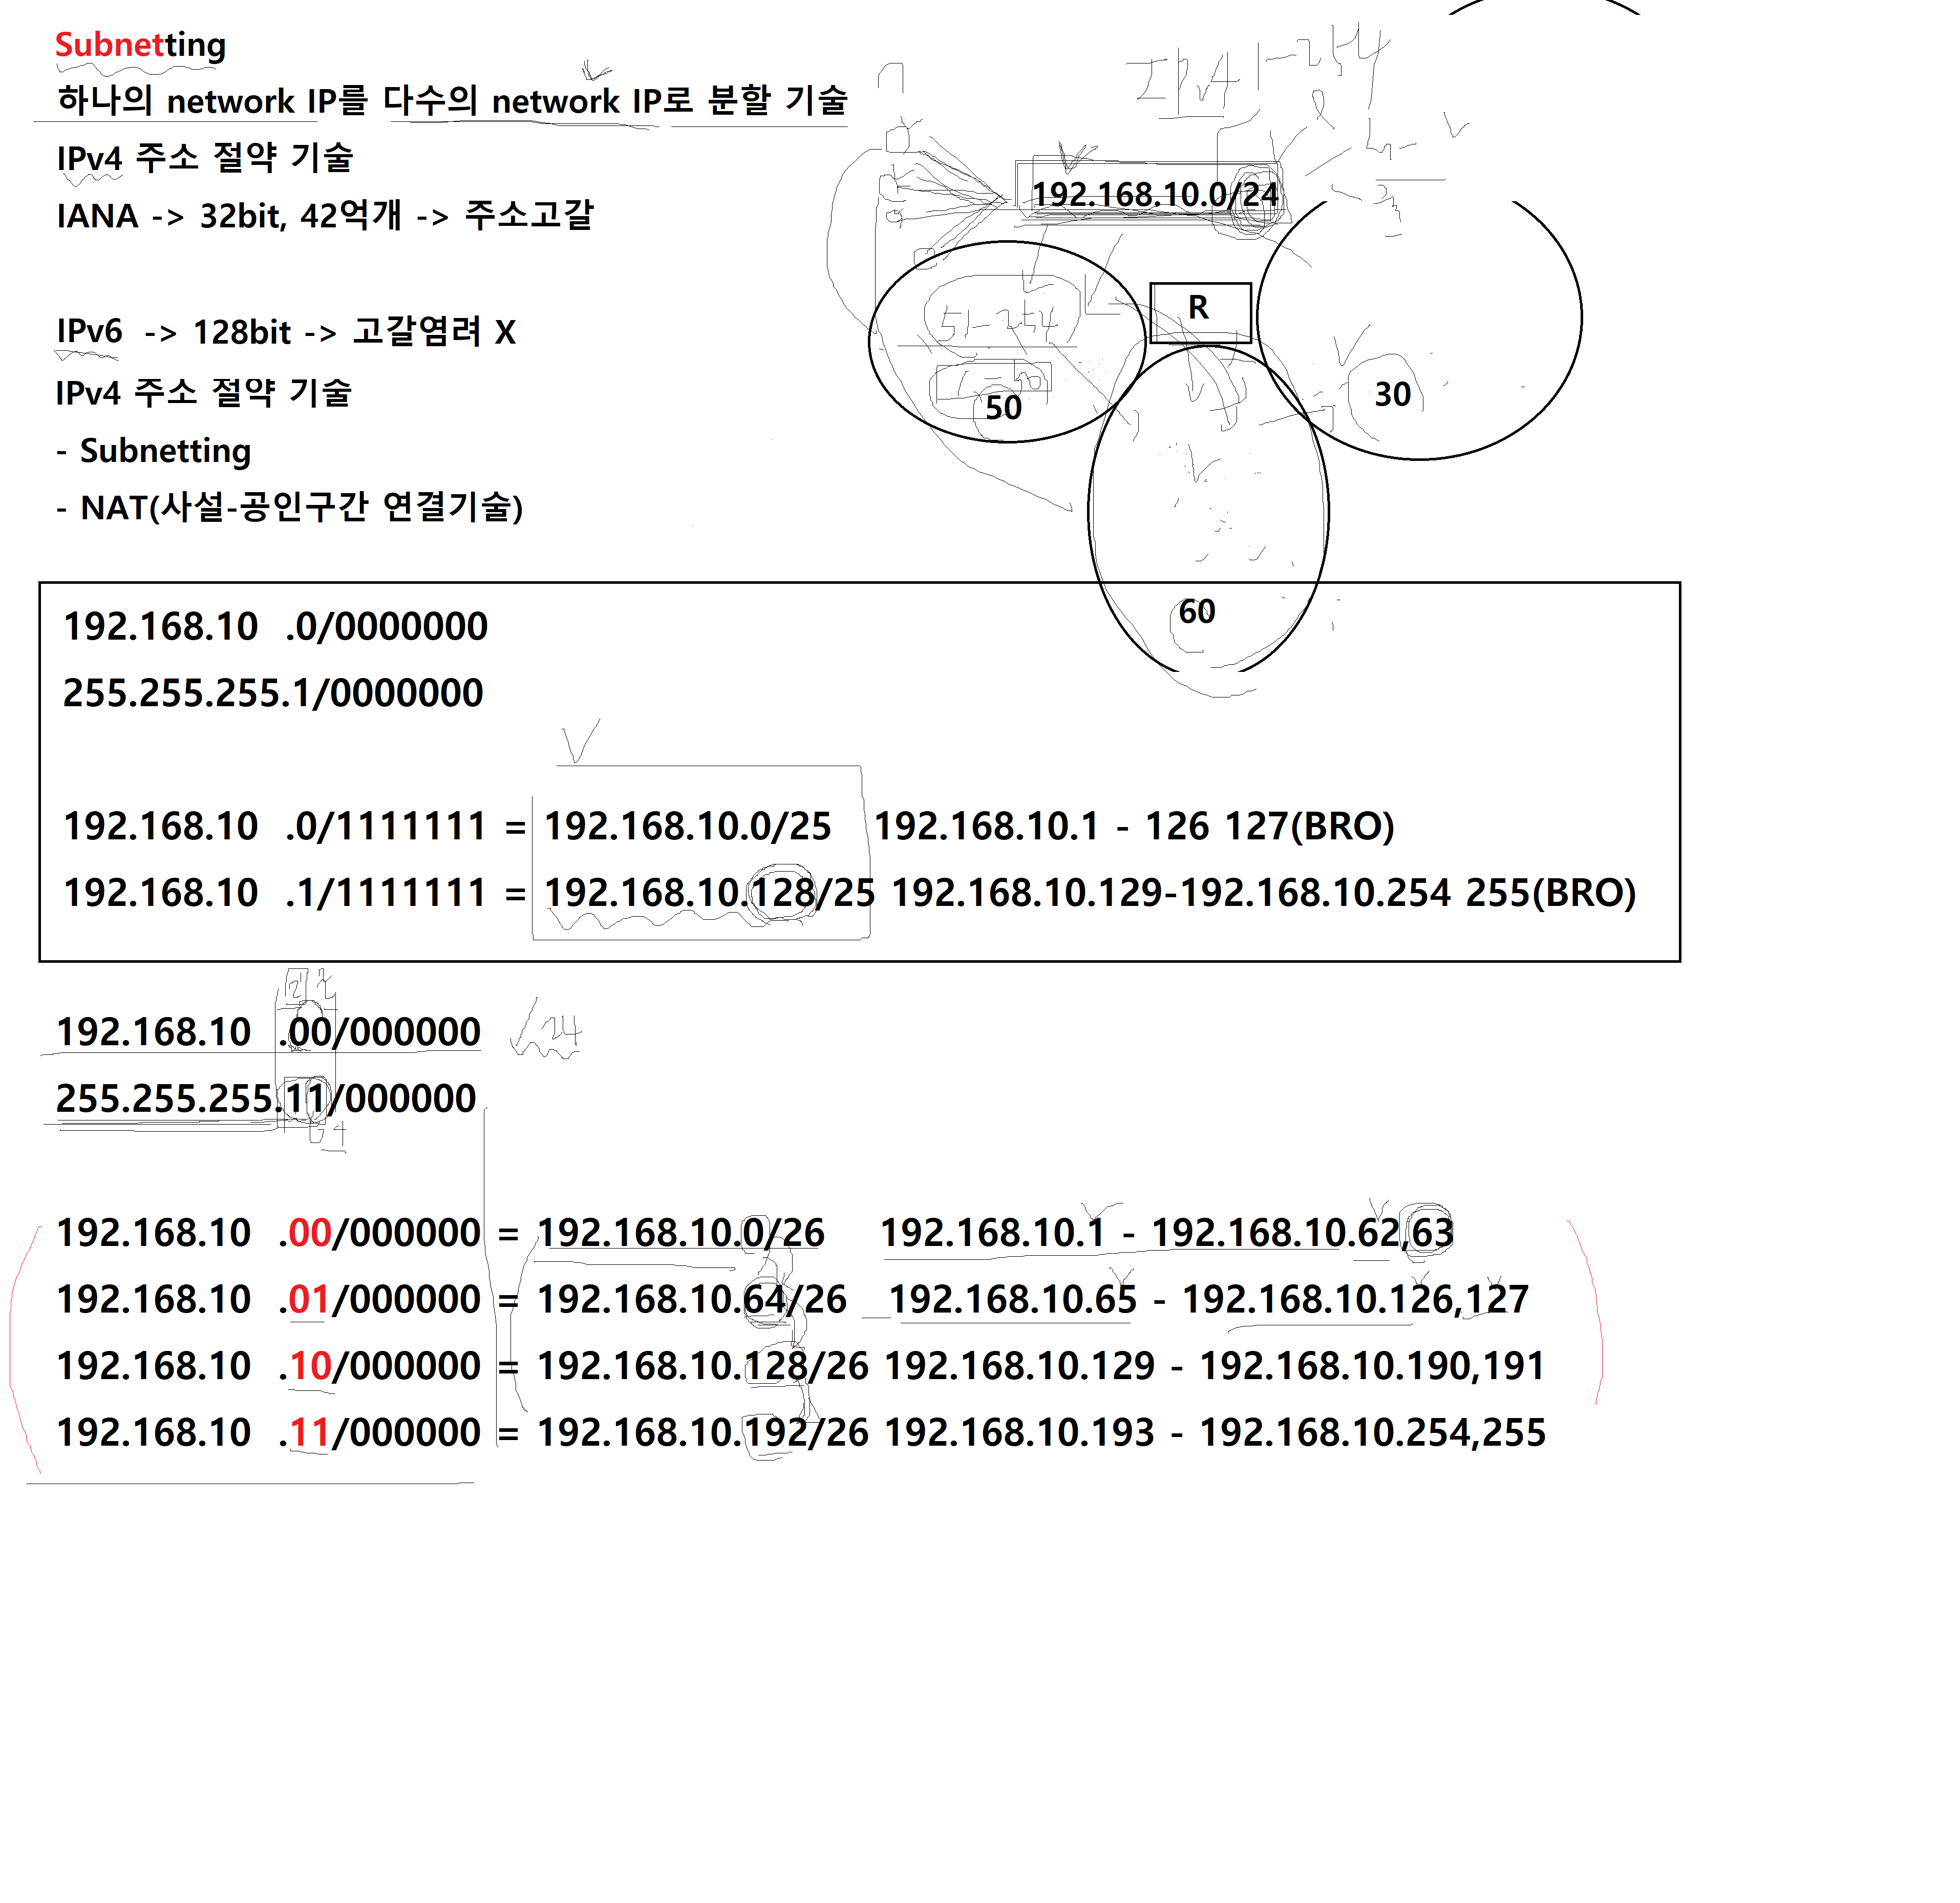 Subnetting
하나의 network IP를 다수의 network IP로 분할 기술
IPv4 주소 절약 기술
IANA -> 32bit, 42억개 -> 주소고갈
IPv6 -> 128bit -> 고갈염려 X
IPv4 주소 절약 기술
- Subnetting
- NAT(사설-공인구간 연결기술)
192.168.10.0/24
R
51-254
50
30
60
192.168.10 .0/0000000
255.255.255.1/0000000
192.168.10 .0/1111111 = 192.168.10.0/25 192.168.10.1 - 126 127(BRO)
192.168.10 .1/1111111 = 192.168.10.128/25 192.168.10.129-192.168.10.254 255(BRO)
192.168.10 .00/000000 /24
255.255.255.11/000000
64
192.168.10 .00/000000 = 192.168.10.0/26 192.168.10.1 - 192.168.10.62,63
192.168.10 .01/000000 = 192.168.10.64/26 192.168.10.65 - 192.168.10.126,127
192.168.10 .10/000000 = 192.168.10.128/26 192.168.10.129 - 192.168.10.190,191
192.168.10 .11/000000 = 192.168.10.192/26 192.168.10.193 - 192.168.10.254,255